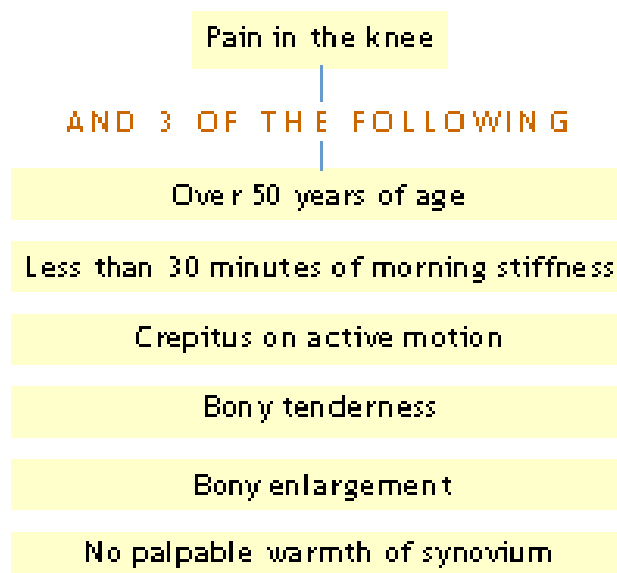 Pain in the knee
AND 3 OF THE FOLLOWING
Over 50 years of age
Less than 30 minutes of morning stiffness
Crepitus on active motion
Bony tenderness
Bony enlargement
No palpable warmth of synovium